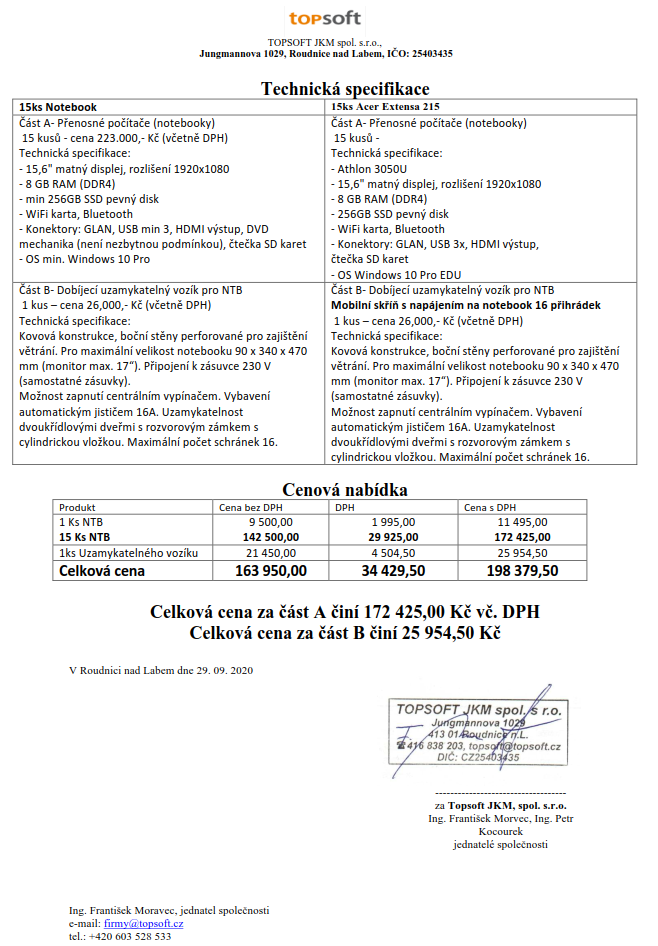 topsoft
TOPSOFT JKM spol. s.r.o.,
Jungmannova 1029, Roudnice nad Labem, IČO: 25403435
Technická specifikace
15ks Notebook
Část A- Přenosné počítače (notebooky)
15 kusů - cena 223.000,- Kč (včetně DPH)
Technická specifikace:
- 15,6" matný displej, rozlišení 1920x1080
- 8 GB RAM (DDR4)
- min 256GB SSD pevný disk
- WiFi karta, Bluetooth
- Konektory: GLAN, USB min 3, HDMI výstup, DVD
mechanika (není nezbytnou podmínkou), čtečka SD karet
- OS min. Windows 10 Pro
15ks Acer Extensa 215
Část A- Přenosné počítače (notebooky)
15 kusů -
Technická specifikace:
- Athlon 3050U
- 15,6" matný displej, rozlišení 1920x1080
- 8 GB RAM (DDR4)
- 256GB SSD pevný disk
- WiFi karta, Bluetooth
- Konektory: GLAN, USB 3x, HDMI výstup,
čtečka SD karet
- OS Windows 10 Pro EDU
Část B- Dobíjecí uzamykatelný vozík pro NTB
1 kus – cena 26,000,- Kč (včetně DPH)
Technická specifikace:
Kovová konstrukce, boční stěny perforované pro zajištění
větrání. Pro maximální velikost notebooku 90 x 340 x 470
mm (monitor max. 17“). Připojení k zásuvce 230 V
(samostatné zásuvky).
Možnost zapnutí centrálním vypínačem. Vybavení
automatickým jističem 16A. Uzamykatelnost
dvoukřídlovými dveřmi s rozvorovým zámkem s
cylindrickou vložkou. Maximální počet schránek 16.
Část B- Dobíjecí uzamykatelný vozík pro NTB
Mobilní skříň s napájením na notebook 16 přihrádek
1 kus – cena 26,000,- Kč (včetně DPH)
Technická specifikace:
Kovová konstrukce, boční stěny perforované pro zajištění
větrání. Pro maximální velikost notebooku 90 x 340 x 470
mm (monitor max. 17“). Připojení k zásuvce 230 V
(samostatné zásuvky).
Možnost zapnutí centrálním vypínačem. Vybavení
automatickým jističem 16A. Uzamykatelnost
dvoukřídlovými dveřmi s rozvorovým zámkem s
cylindrickou vložkou. Maximální počet schránek 16.
Cenová nabídka
Produkt Cena bez DPH DPH Cena s DPH
1 Ks NTB 9 500,00 1 995,00 11 495,00
15 Ks NTB 142 500,00 29 925,00 172 425,00
1ks Uzamykatelného vozíku 21 450,00 4 504,50 25 954,50
Celková cena 163 950,00 34 429,50 198 379,50
Celková cena za část A činí 172 425,00 Kč vč. DPH
Celková cena za část B činí 25 954,50 Kč
V Roudnici nad Labem dne 29. 09. 2020
TOPSOFT JKM spol. s r.o.
Jungmannova 1029
413 01 Roudnice n.L.
☎416 838 203, topsoft@topsoft.cz
DIČ: CZ25403435
----------------------------------
za Topsoft JKM, spol. s.r.o.
Ing. František Morvec, Ing. Petr
Kocourek
jednatelé společnosti
Ing. František Moravec, jednatel společnosti
e-mail: firmy@topsoft.cz
tel.: +420 603 528 533